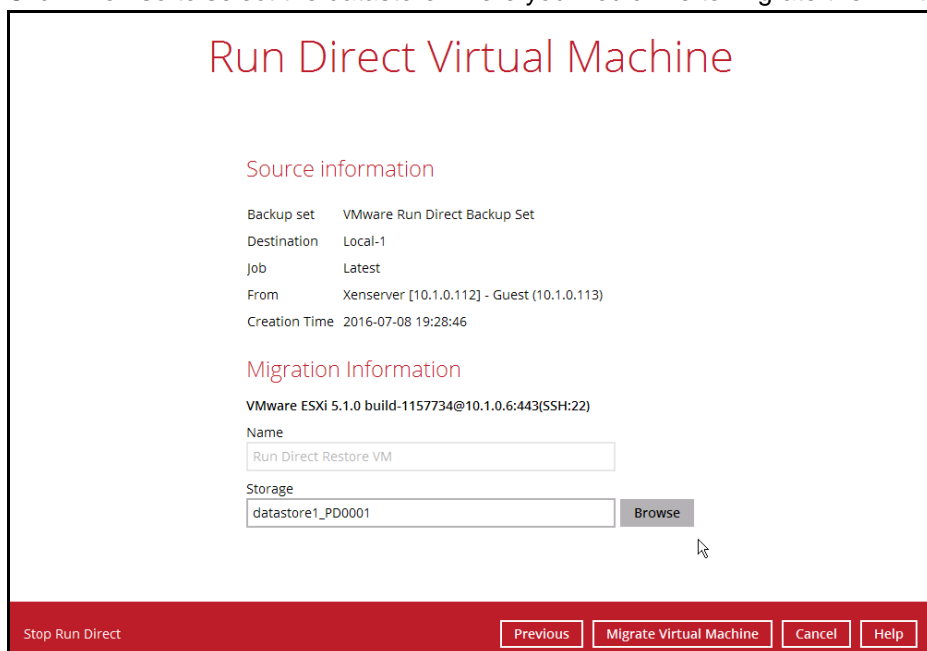 Run Direct Virtual Machine
Source information
Backup set VMware Run Direct Backup Set
Destination Local-1
Job Latest
From Xenserver [10.1.0.112] - Guest (10.1.0.113)
Creation Time 2016-07-08 19:28:46
Migration Information
VMware ESXi 5.1.0 build-1157734@10.1.0.6:443(SSH:22)
Name
Run Direct Restore VM
Storage
datastore1_PD0001 Browse
Stop Run Direct Previous Migrate Virtual Machine Cancel Help